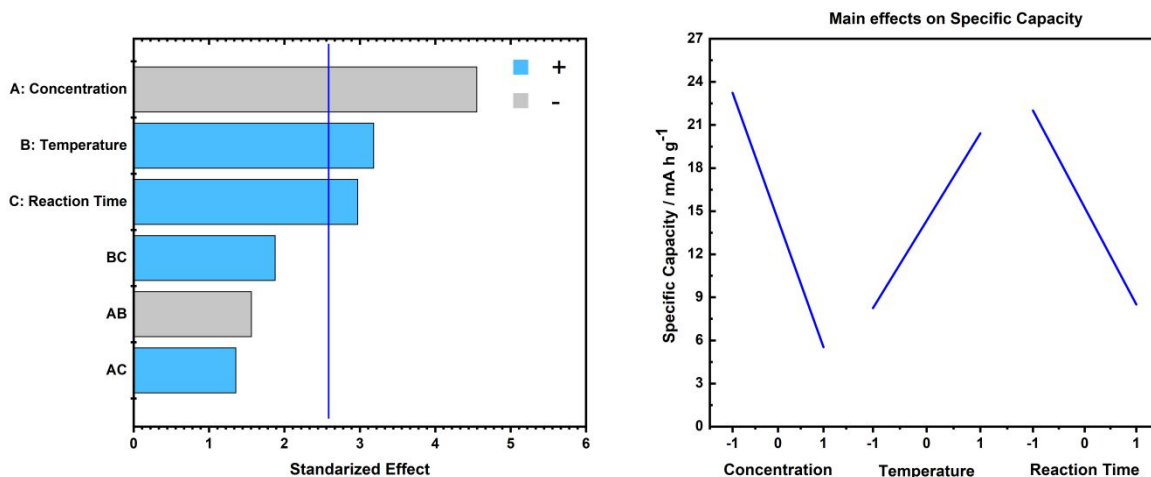 +
-
A: Concentration
B: Temperature
C: Reaction Time
BC
AB
AC
0 1 2 3 4 5 6
Standarized Effect
Main effects on Specific Capacity
27
24
21
18
15
12
9
6
3
0
Specific Capacity / mA h g-1
-1 0 1 -1 0 1 -1 0 1
Concentration Temperature Reaction Time